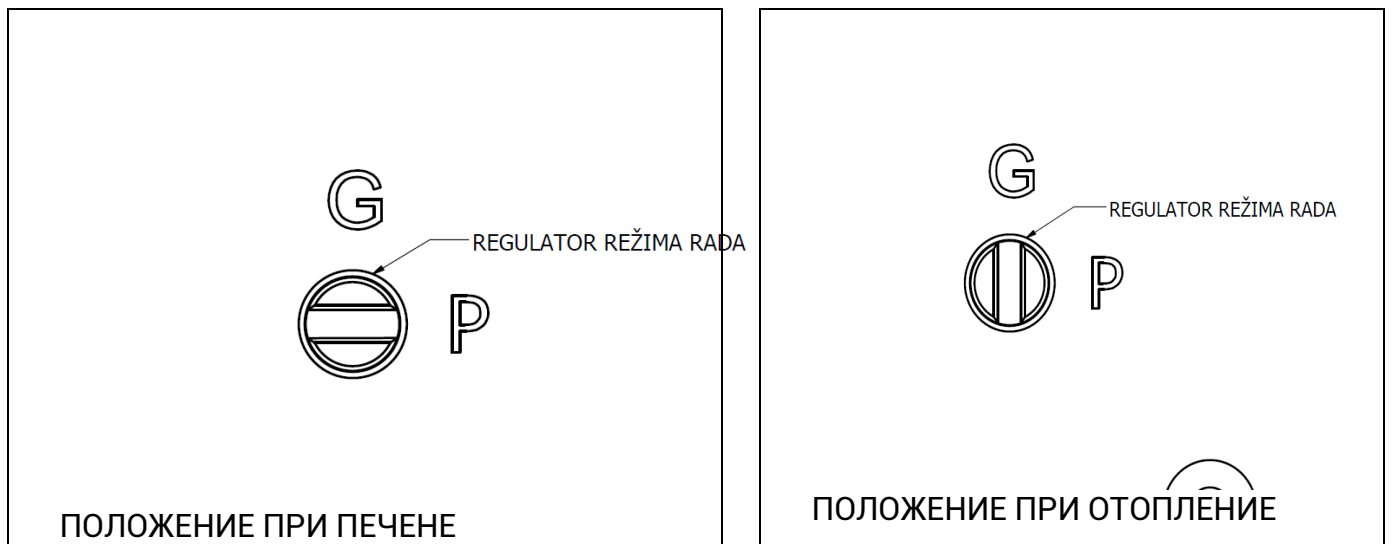 G
REGULATOR REŽIMA RADA
P
ПОЛОЖЕНИЕ ПРИ ПЕЧЕНЕ
G
REGULATOR REŽIMA RADA
P
ПОЛОЖЕНИЕ ПРИ ОТОПЛЕНИЕ